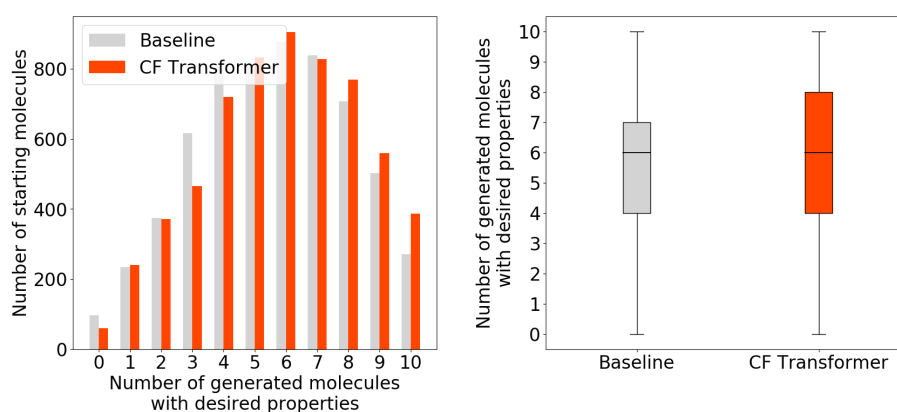 Baseline
CF Transformer
Number of starting molecules
800
600
400
200
0
0 1 2 3 4 5 6 7 8 9 10
Number of generated molecules
with desired properties
Number of generated molecules
with desired properties
10
9
8
7
6
5
4
3
2
1
0
Baseline CF Transformer